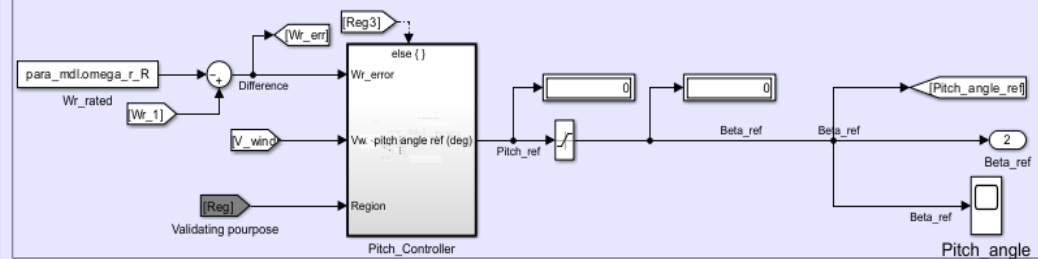 [Reg3]
[Wr_err]
else { }
para_mdl.omega_r_R
Wr_rated
- +
Difference
Wr_error
[Wr_1]
0
0
[Pitch_angle_ref]
[V_wind
Vw
pitch angle ref (deg)
Pitch_ref
Beta_ref
Beta_ref
2
Beta_ref
[Reg]
Region
Validating pourpose
Beta_ref
Pitch_Controller
Pitch_angle